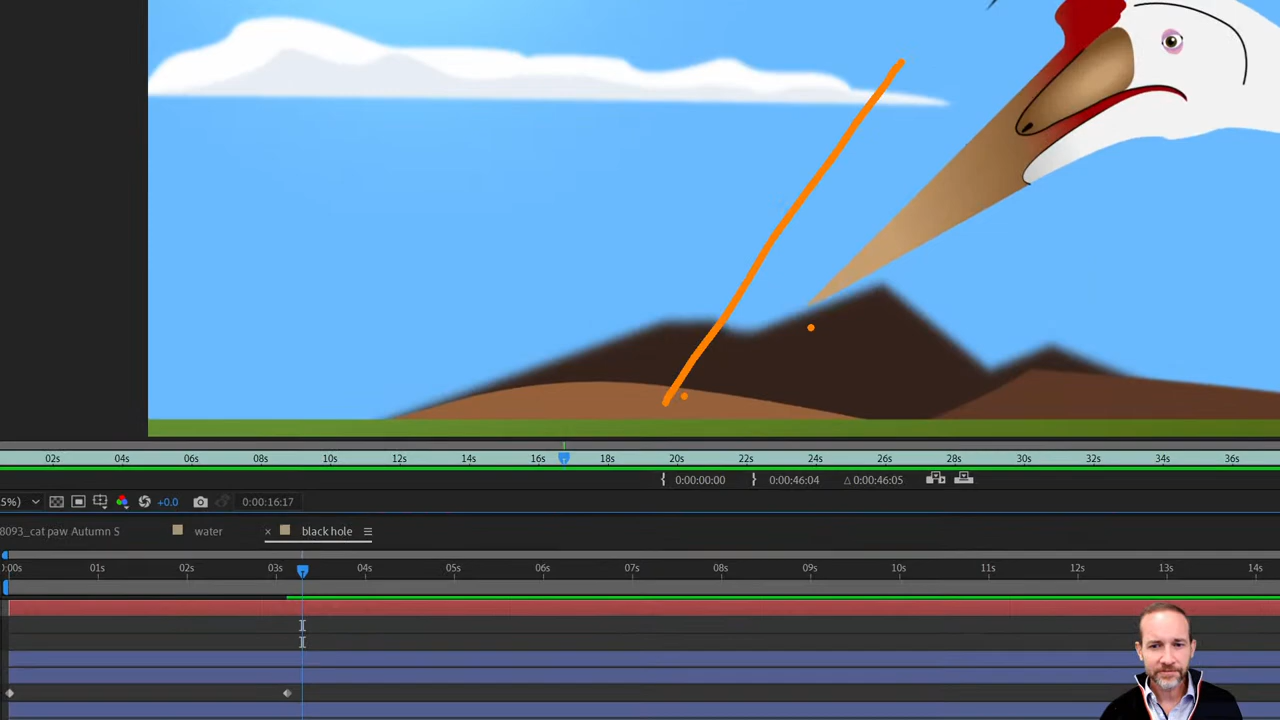 02s 04s 06s 08s 10s 12s 14s 16s 18s 20s 22s 24s 26s 28s 30s 32s 34s 36s
0:00:00:00 0:00:46:04 Δ0:00:46:05
5%) +0.0 0:00:16:17
8093_cat paw Autumn S water × black hole
:00s 01s 02s 03s 04s 05s 06s 07s 08s 09s 10s 11s 12s 13s 14s